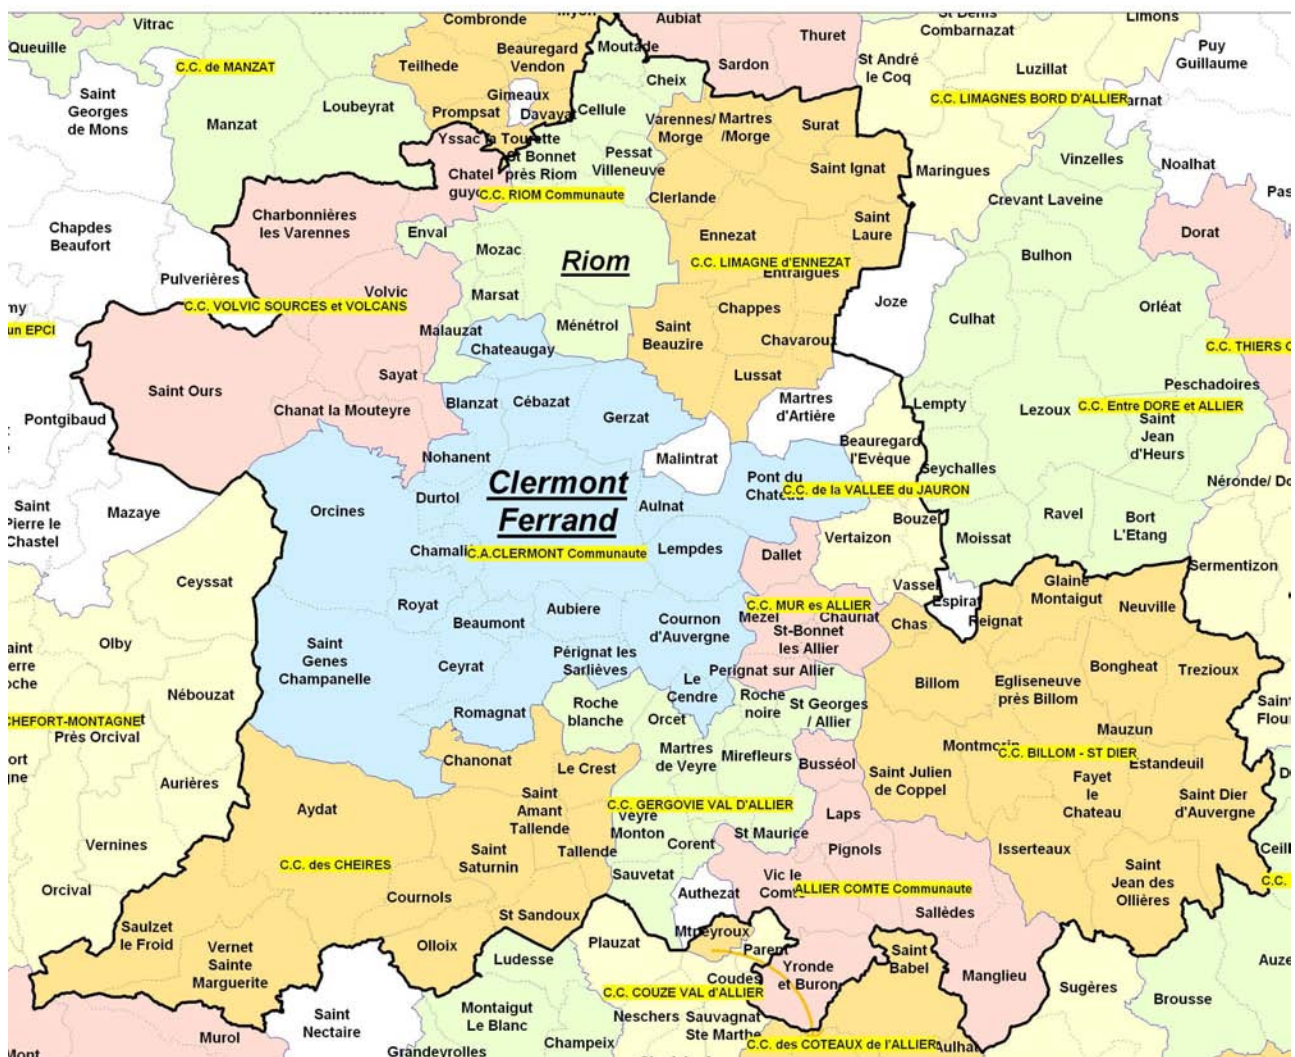 Vitrac
Queuille
C.C. de MANZAT
Saint
Georges
de Mons
Loubeyrat
Manzat
Combronde
Beauregard
Vendon
Teilhede
Gimeaux
Prompsat
Davayat
Moutade
Cheix
Cellule
Aubiat
Thuret
Sardon
St Denis
Combarnazat
Limons
St André
le Coq
Luzillat
Puy
Guillaume
C.C. LIMAGNES BORD D'ALLIER
Yssac la Tourette
Chatel
guyon
St Bonnet
près Riom
Pessat
Villeneuve
Varennes/
Morge
Martres
/Morge
Surat
Saint Ignat
Maringues
Vinzelles
Noalhat
Crevant Laveine
C.C. RIOM Communaute
Clerlande
Charbonnières
les Varennes
Chapdes
Beaufort
Enval
Mozac
Riom
Ennezat
Saint
Laure
C.C. LIMAGNE d'ENNEZAT
Entraigues
Dorat
Bulhon
Pulverières
Volvic
C.C. VOLVIC SOURCES et VOLCANS
Marsat
Joze
Orléat
Culhat
un EPCI
Malauzat
Ménétrol
Chappes
Saint
Beauzire
Chavaroux
Chateaugay
C.C. THIERS
Saint Ours
Sayat
Lussat
Peschadoires
Chanat la Mouteyre
Blanzat
Cébazat
Gerzat
Martres
d'Artière
Lempty
Lezoux
C.C. Entre DORE et ALLIER
Pontgibaud
Saint
Jean
d'Heurs
Nohanent
Malintrat
Beauregard
l'Evèque
Seychalles
Clermont
Ferrand
Pont du
Chateau
C.C. de la VALLEE du JAURON
Néronde/
Saint
Pierre le
Chastel
Mazaye
Orcines
Durtol
Aulnat
Bouzel
Ravel
Bort
L'Etang
Vertaizon
Moissat
Chamali
C.A.CLERMONT Communaute
Lempdes
Dallet
Sermentizon
Ceyssat
Vassel
Espirat
Glaine
Montaigut
Neuville
Royat
Aubiere
C.C. MUR es ALLIER
Mezel
Chauriat
Chas
Reignat
Beaumont
Cournon
d'Auvergne
St-Bonnet
les Allier
Olby
Saint
Genes
Champanelle
Ceyrat
Pérignat les
Sarlièves
Perignat sur Allier
Billom
Egliseneuve
près Billom
Bongheat
Trezioux
Nébouzat
Le
Cendre
Roche
noire
St Georges
/ Allier
Roche
blanche
Orcet
Romagnat
CHEFORT-MONTAGNE
Près Orcival
Mauzun
Montmorin
C.C. BILLOM - ST DIER
Estandeuil
Martres
de Veyre
Mirefleurs
Busséol
Chanonat
Le Crest
Saint Julien
de Coppel
Fayet
le
Chateau
Saint Dier
d'Auvergne
Aurières
Aydat
Saint
Amant
Tallende
C.C. GERGOVIE VAL D'ALLIER
Veyre
Monton
Laps
St Maurice
Vernines
Corent
Pignols
Isserteaux
Tallende
Saint
Saturnin
C.C. des CHEIRES
Sauvetat
Vic le
Comte
ALLIER COMTE Communaute
Saint
Jean des
Ollières
Orcival
Cournols
Authezat
Sallèdes
St Sandoux
Saulzet
le Froid
Vernet
Sainte
Marguerite
Olloix
Plauzat
Mtpeyroux
Parent
Ludesse
Yronde
et Buron
Saint
Babel
Manglieu
Coudes
C.C. COUZE VAL d'ALLIER
Sugères
Brousse
Saint
Nectaire
Montaigut
Le Blanc
Neschers
Sauvagnat
Ste Marthe
Murol
Champeix
C.C. des COTEAUX de l'ALLIER
Grandeyrolles